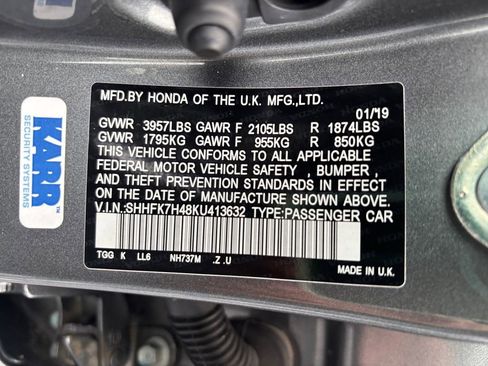 MFD.BY HONDA OF THE U.K. MFG.,LTD.
01/19
GVWR 3957LBS GAWR F 2105LBS R 1874LBS
GVWR 1795KG GAWR F 955KG R 850KG
THIS VEHICLE CONFORMS TO ALL APPLICABLE
FEDERAL MOTOR VEHICLE SAFETY , BUMPER ,
AND THEFT PREVENTION STANDARDS IN EFFECT
ON THE DATE OF MANUFACTURE SHOWN ABOVE.
V.I.N.:SHHFK7H48KU413632 TYPE:PASSENGER CAR
TGG K LL6 NH737M .Z .U
MADE IN U.K.
KARR™
SECURITY SYSTEMS